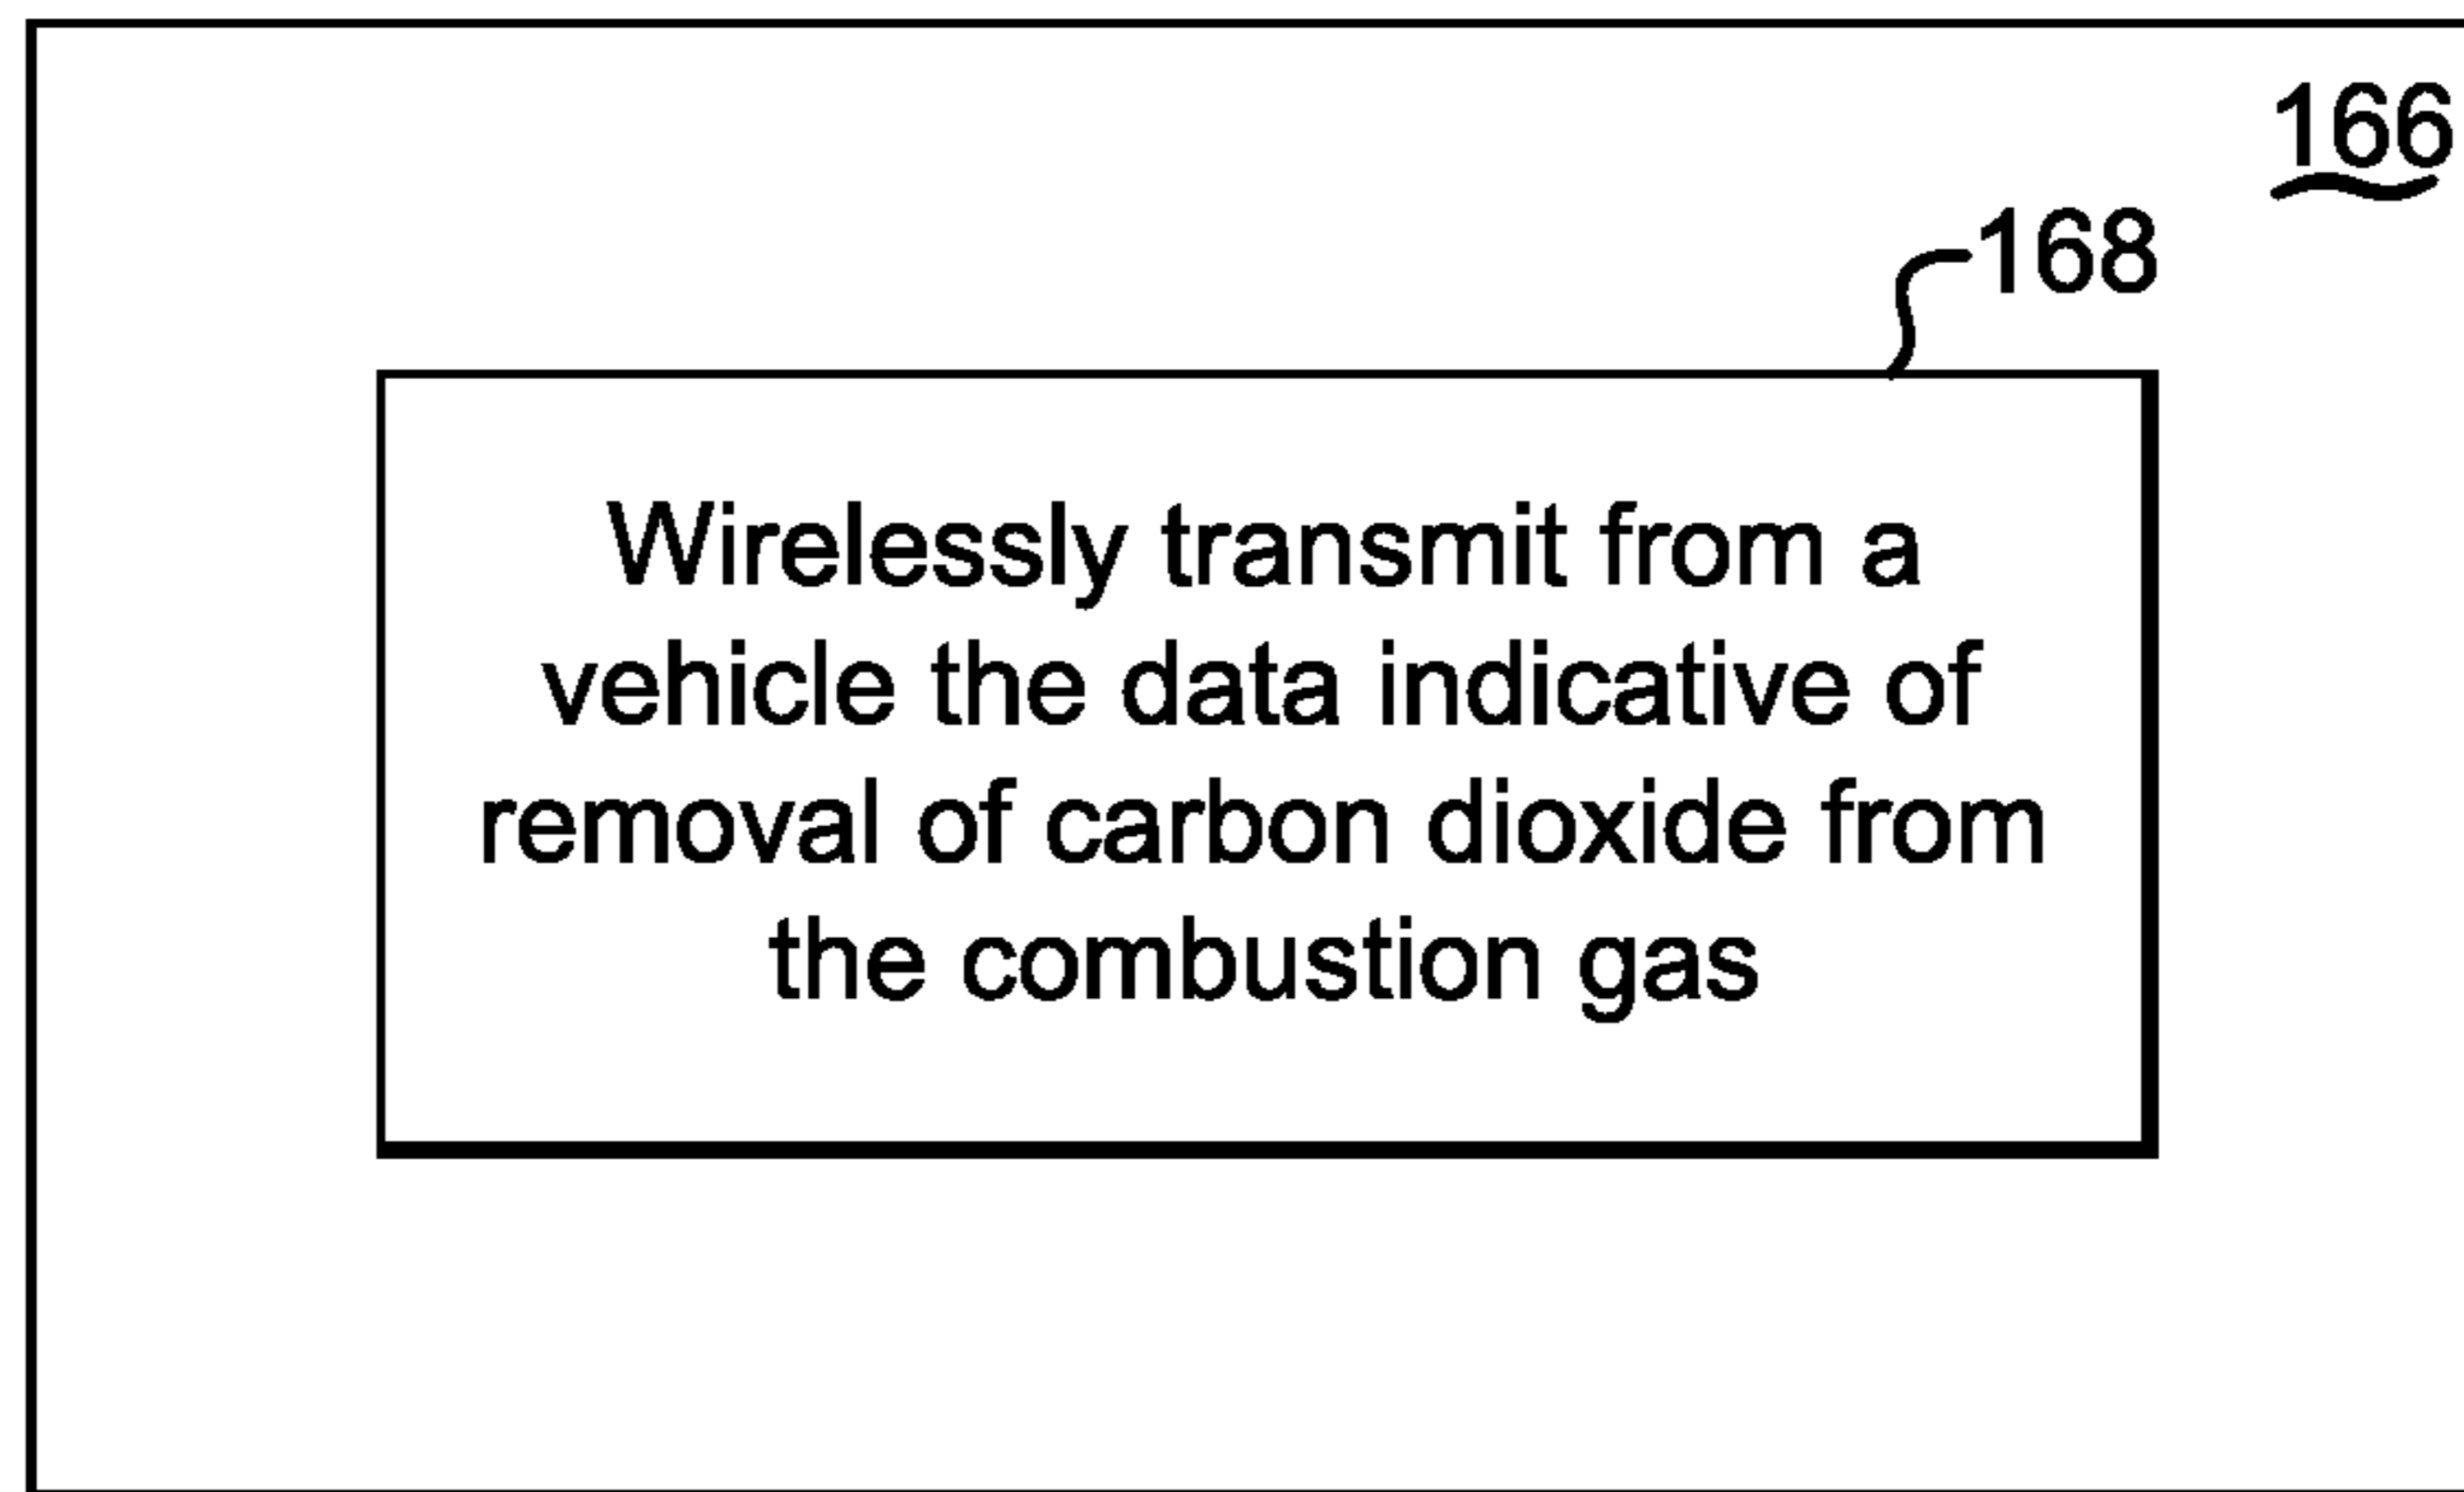 166
168
Wirelessly transmit from a
vehicle the data indicative of
removal of carbon dioxide from
the combustion gas